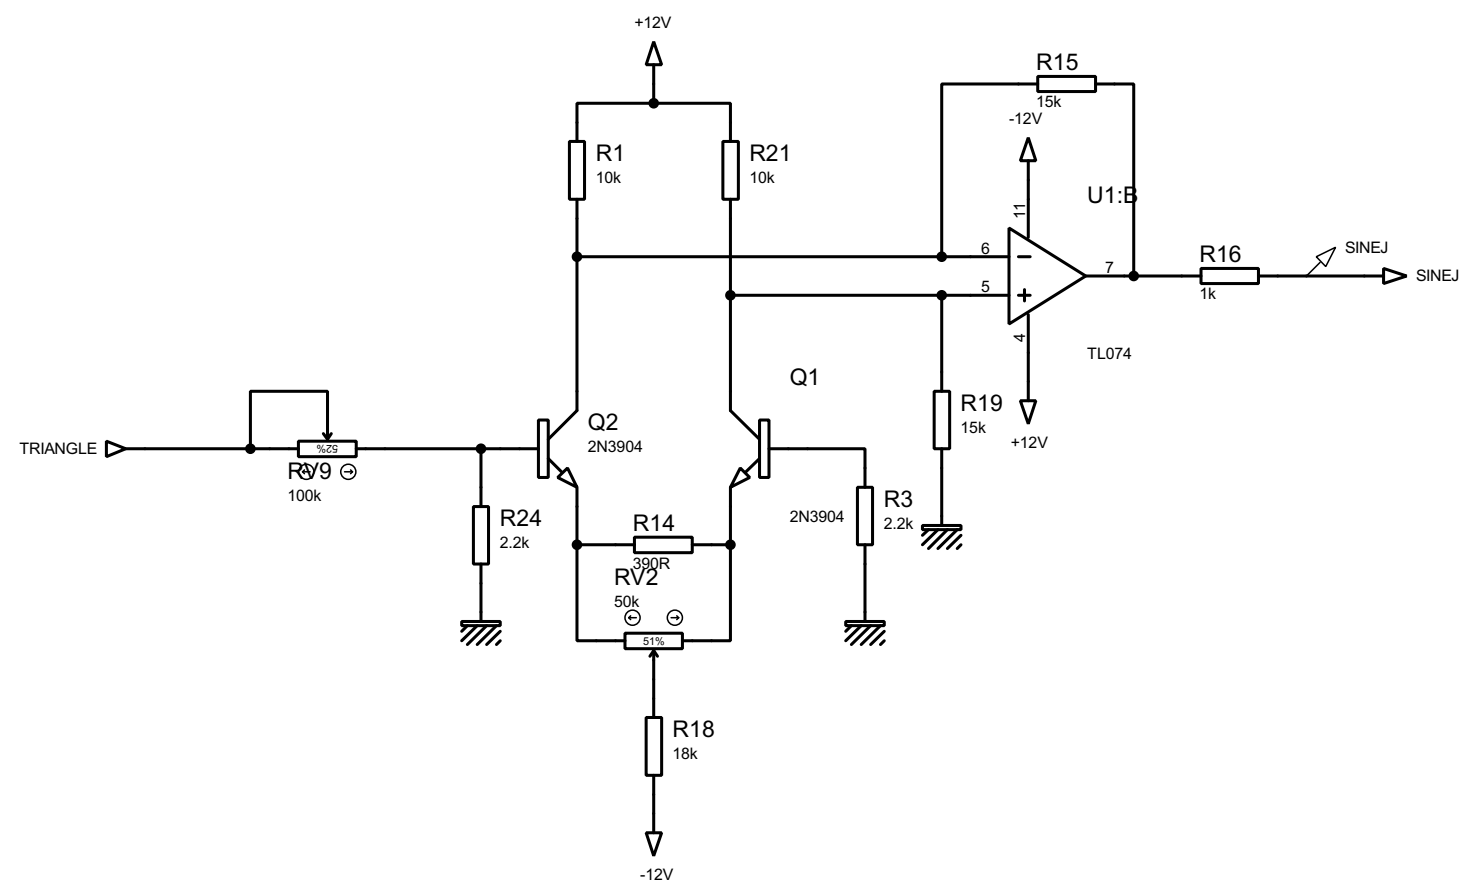 +12V
R15
15k
-12V
R1
10k
R21
10k
U1:B
11
6
5
7
4
R16
1k
SINEJ
SINEJ
TL074
+12V
Q1
Q2
2N3904
R19
15k
TRIANGLE
52%
RV9
100k
R24
2.2k
2N3904
R3
2.2k
R14
390R
RV2
50k
51%
R18
18k
-12V